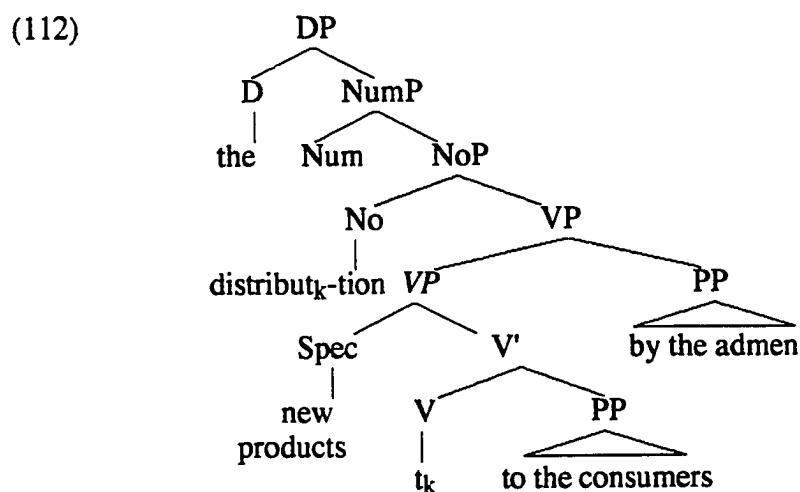 (112) DP
D NumP
the Num NoP
No VP
distributₖ-tion VP PP
Spec V' by the admen
new V PP
products
tₖ to the consumers